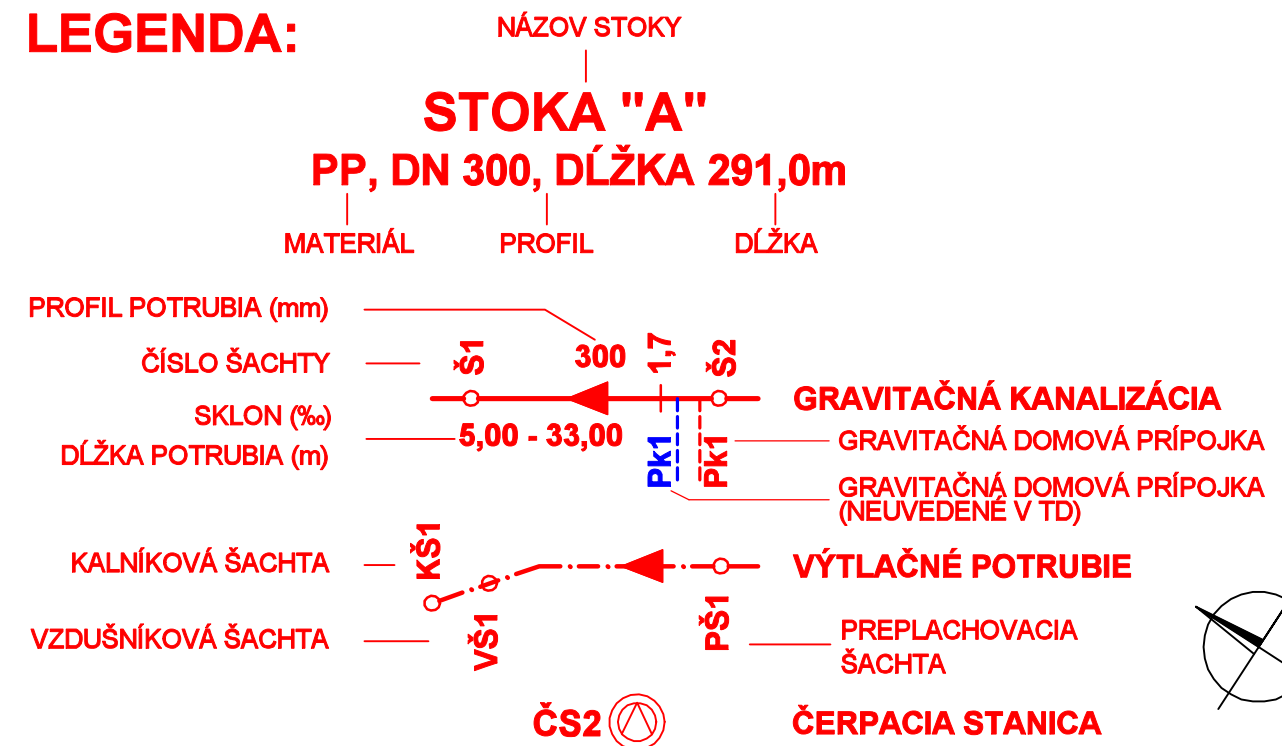 LEGENDA:
NÁZOV STOKY
STOKA "A"
PP, DN 300, DĹŽKA 291,0m
MATERIÁL
PROFIL
DĹŽKA
PROFIL POTRUBIA (mm)
ČÍSLO ŠACHTY
Š1
300
1,7
Š2
GRAVITAČNÁ KANALIZÁCIA
SKLON (‰)
DĹŽKA POTRUBIA (m)
5,00 - 33,00
Pk1
Pk1
GRAVITAČNÁ DOMOVÁ PRÍPOJKA
GRAVITAČNÁ DOMOVÁ PRÍPOJKA
(NEUVEDENÉ V TD)
KALNÍKOVÁ ŠACHTA
KŠ1
VÝTLAČNÉ POTRUBIE
VZDUŠNÍKOVÁ ŠACHTA
VŠ1
PŠ1
PREPLACHOVACIA
ŠACHTA
ČS2
ČERPACIA STANICA